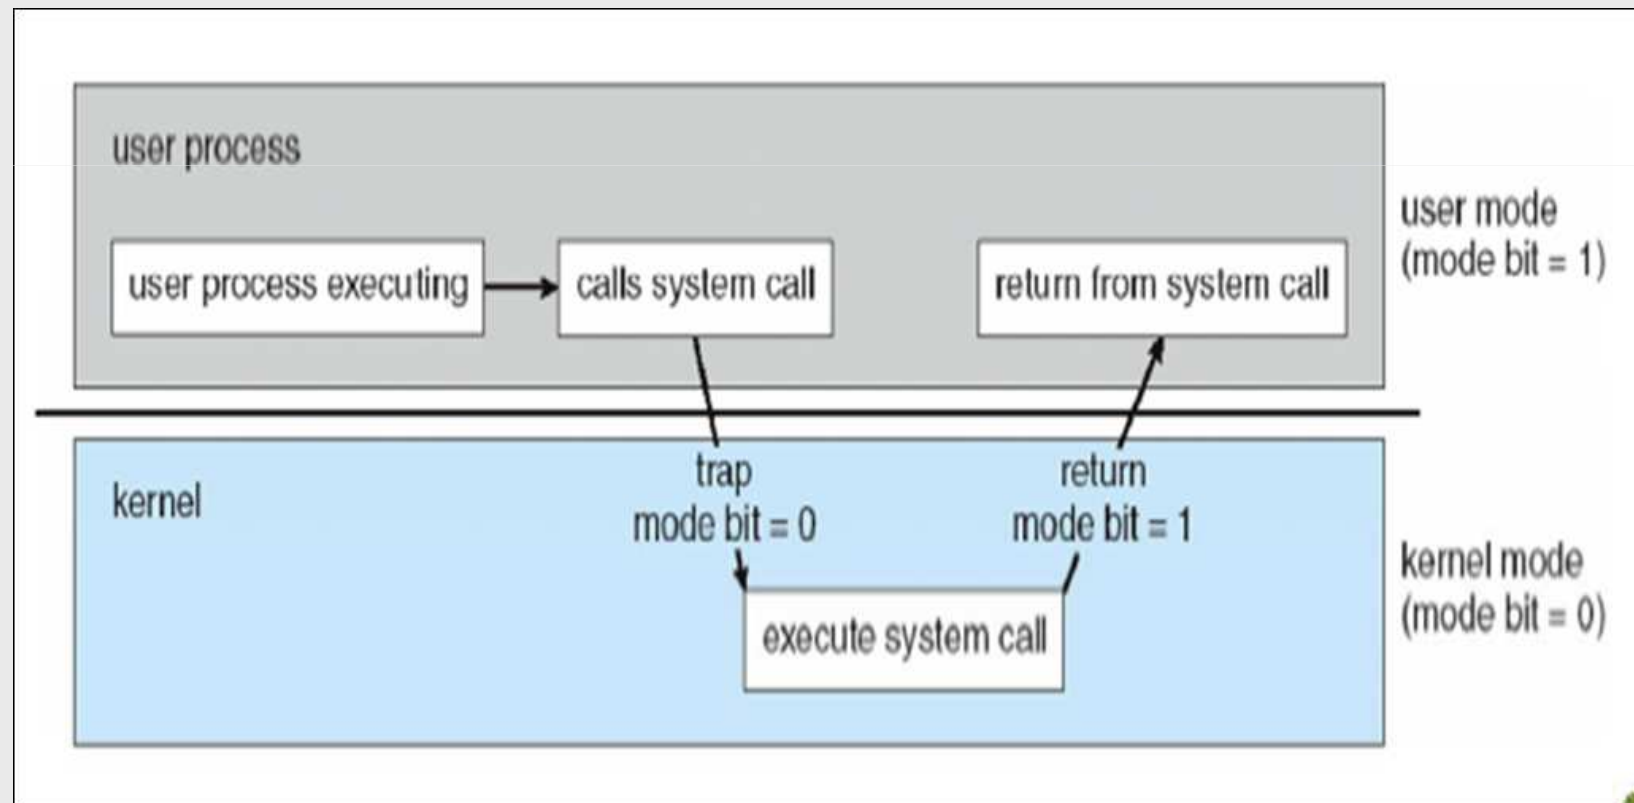 user process
user process executing
calls system call
return from system call
user mode
(mode bit = 1)
kernel
trap
mode bit = 0
return
mode bit = 1
execute system call
kernel mode
(mode bit = 0)